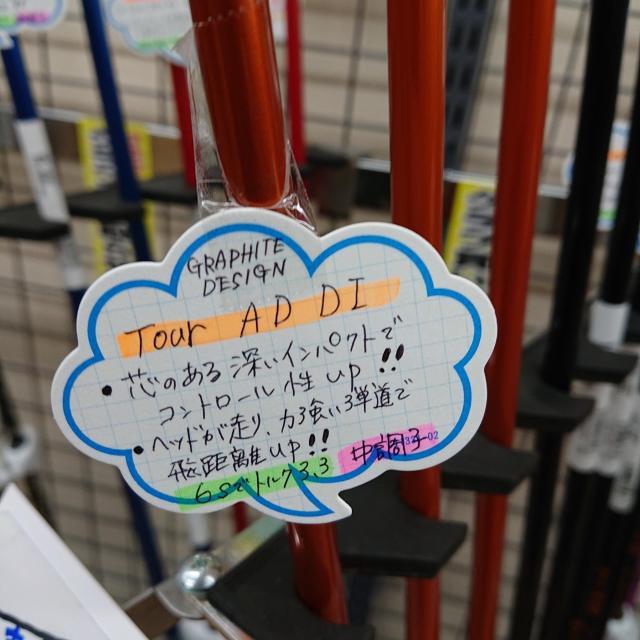 GRAPHITE
DESIGN
Tour AD DI
・芯のある深いインパクトで
コントロール性up!!
・ヘッドが走り、力強い弾道で
飛距離up!!
6Sでトルク3.3
中調子